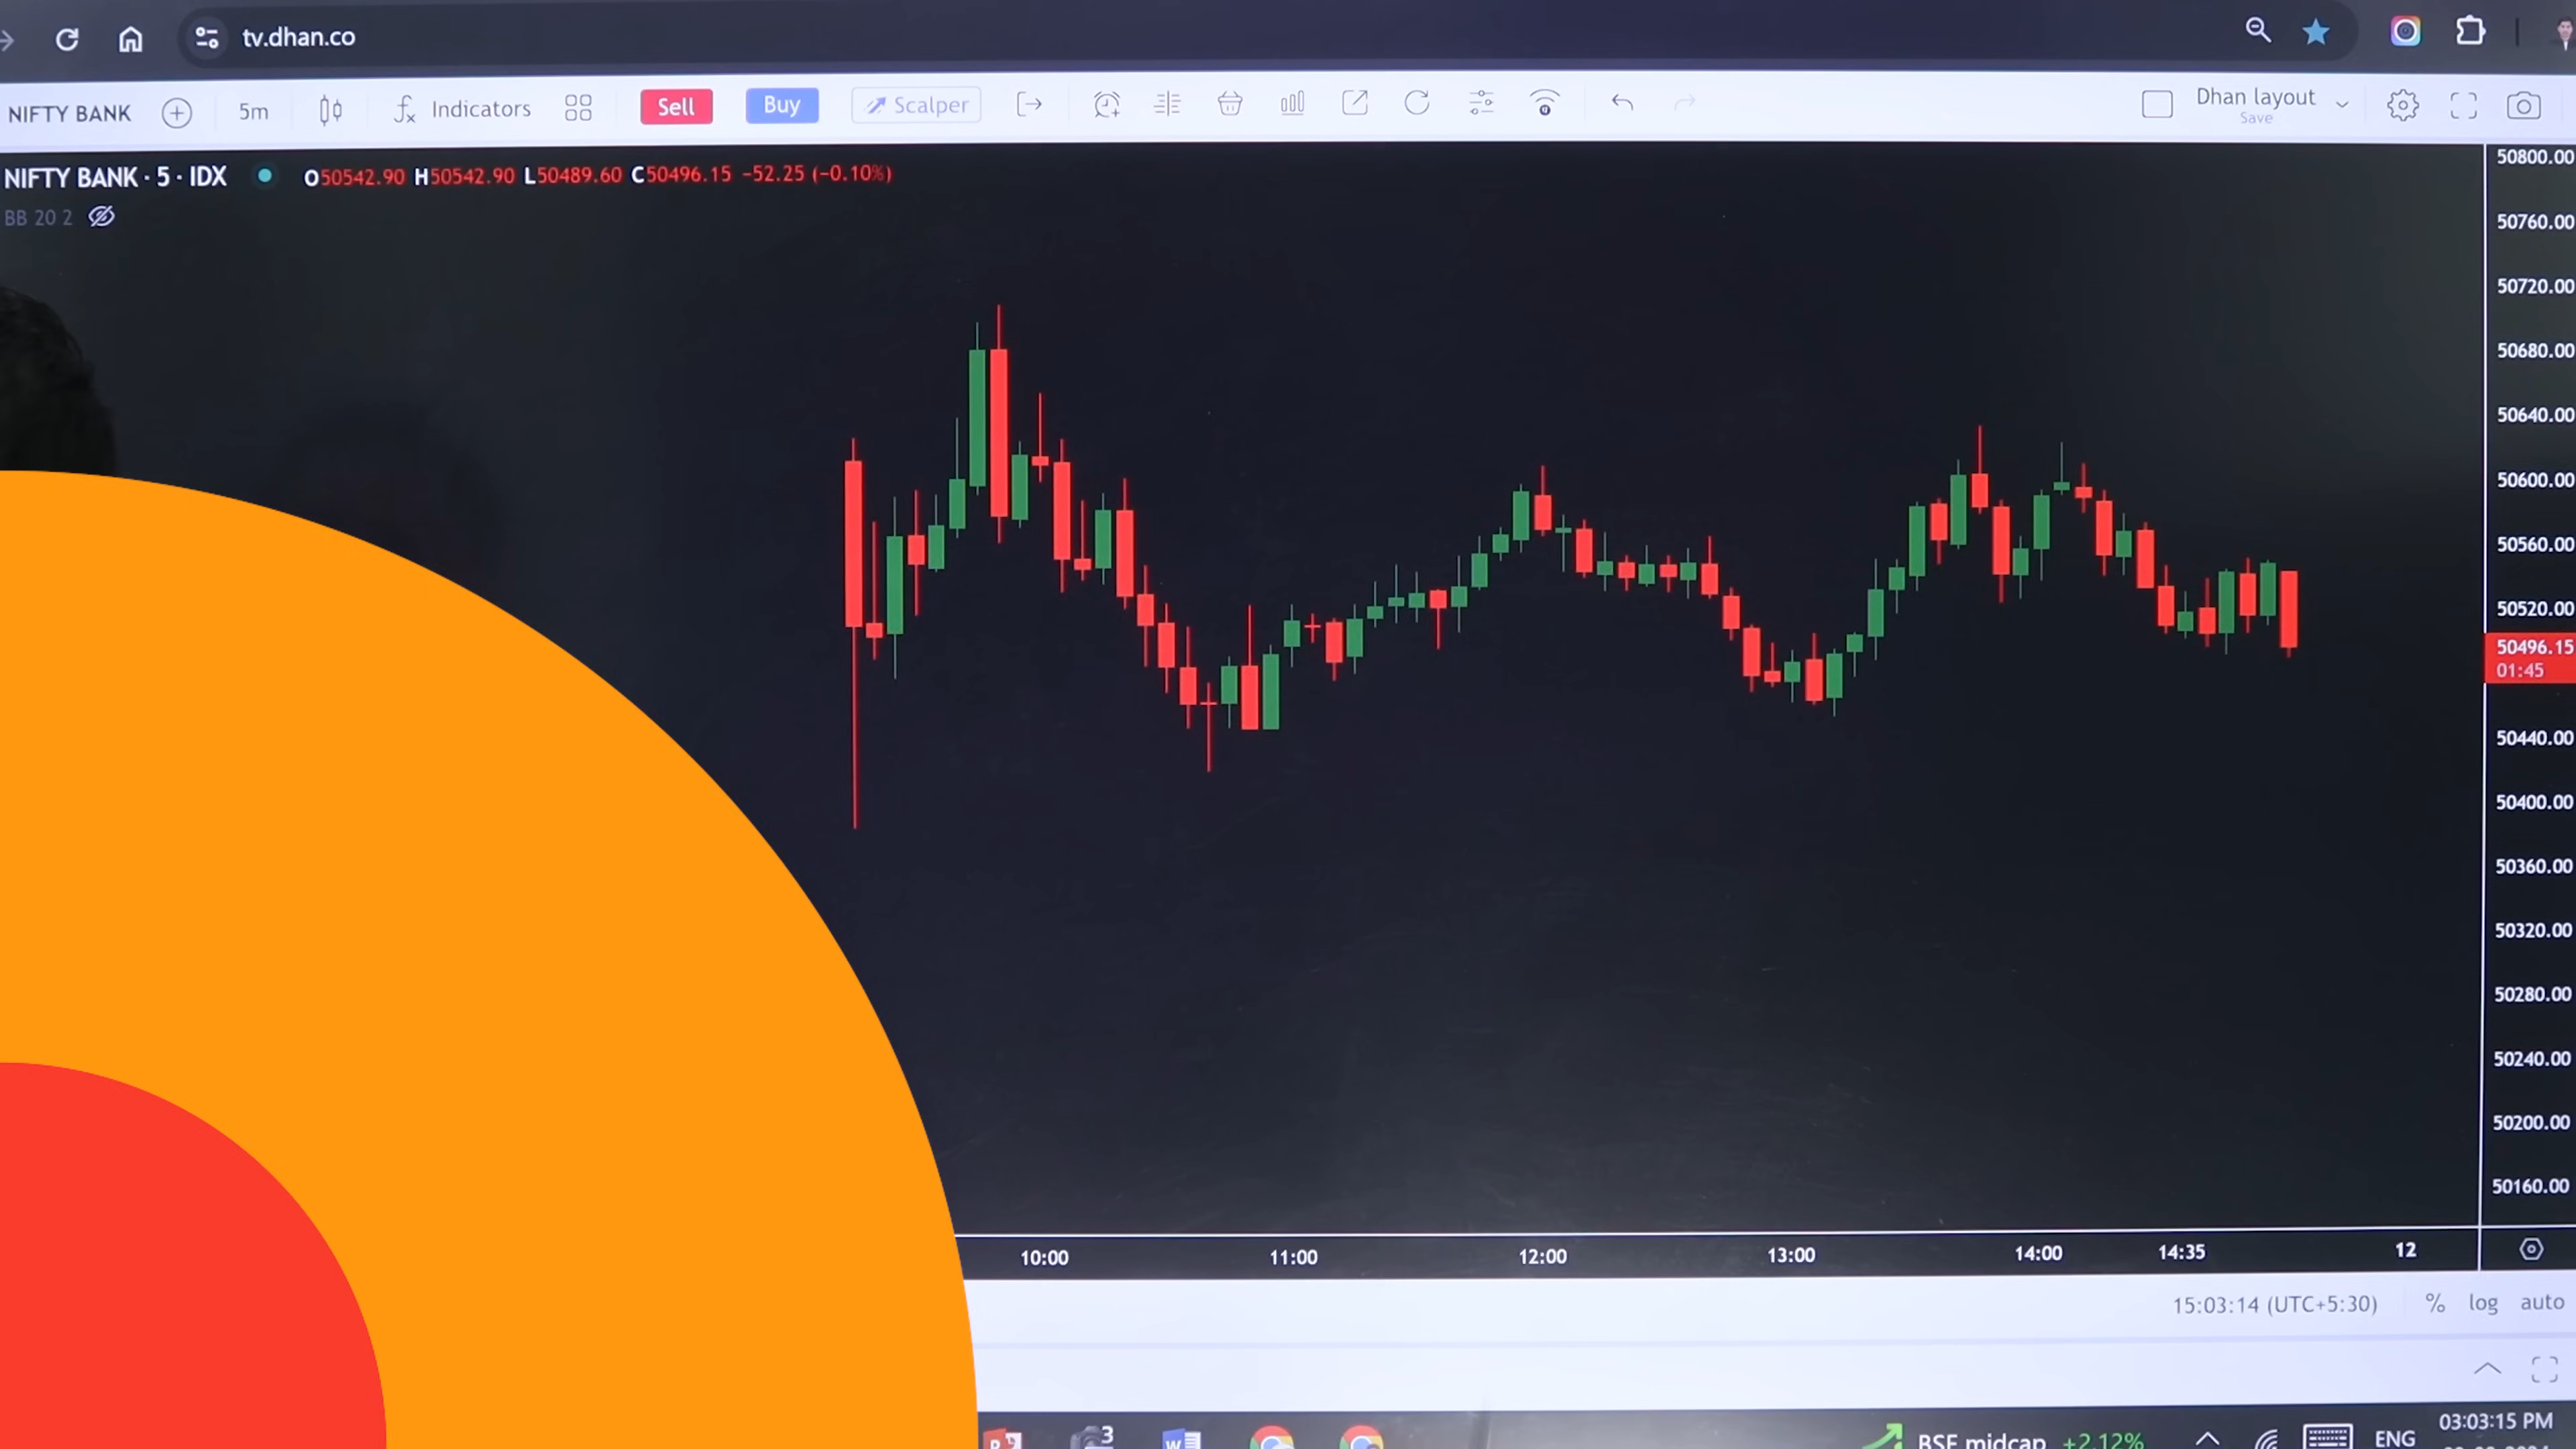 tv.dhan.co
NIFTY BANK 5m Indicators Sell Buy Scalper Dhan layout
Save
NIFTY BANK · 5 · IDX O50542.90 H50542.90 L50489.60 C50496.15 −52.25 (−0.10%)
BB 20 2
50800.00
50760.00
50720.00
50680.00
50640.00
50600.00
50560.00
50520.00
50496.15
01:45
50440.00
50400.00
50360.00
50320.00
50280.00
50240.00
50200.00
50160.00
10:00 11:00 12:00 13:00 14:00 14:35 12
15:03:14 (UTC+5:30) % log auto
3
BSE midcap +2.12% ENG 03:03:15 PM